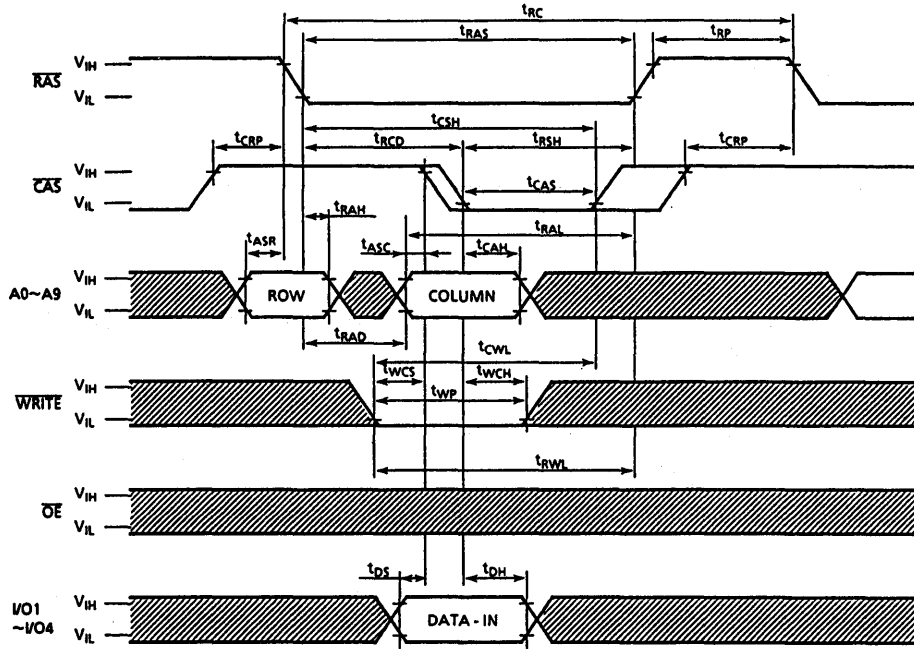 tRC
tRAS
tRP
RAS
VIH
VIL
tCSH
tCRP
tRCD
tRSH
tCRP
CAS
VIH
VIL
tCAS
tRAH
tRAL
tASR
tASC
tCAH
A0~A9
VIH
VIL
ROW
COLUMN
tRAD
tCWL
tWCS
tWCH
WRITE
VIH
VIL
tWP
tRWL
OE
VIH
VIL
tDS
tDH
I/O1
~I/O4
VIH
VIL
DATA - IN